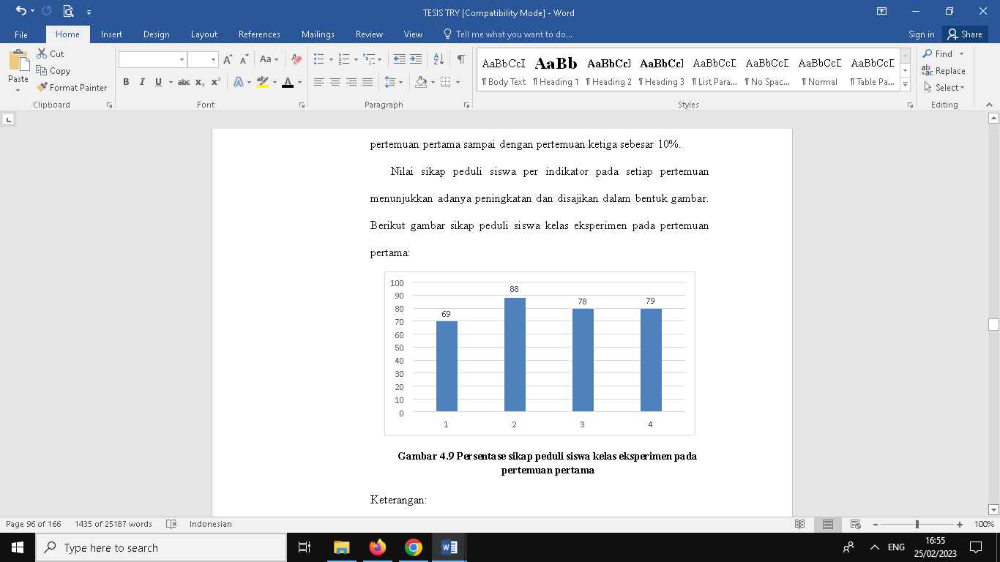 TESIS TRY [Compatibility Mode] - Word
File Home Insert Design Layout References Mailings Review View Tell me what you want to do... Sign in Share
Paste
Cut
Copy
Format Painter
Clipboard
Aa
B I U abc x₂ x² A ab A
Font
Paragraph
AaBbCcI AaBb AaBbCcI AaBbCcI AaBbCcI AaBbCcI AaBbCcI AaBbCcI
¶ Body Text ¶ Heading 1 ¶ Heading 2 ¶ Heading 3 ¶ List Para... ¶ No Spac... ¶ Normal ¶ Table Pa...
Styles
Find
Replace
Select
Editing
pertemuan pertama sampai dengan pertemuan ketiga sebesar 10%.
Nilai sikap peduli siswa per indikator pada setiap pertemuan
menunjukkan adanya peningkatan dan disajikan dalam bentuk gambar.
Berikut gambar sikap peduli siswa kelas eksperimen pada pertemuan
pertama:
100
90
80
70
60
50
40
30
20
10
0
69 88 78 79
1 2 3 4
Gambar 4.9 Persentase sikap peduli siswa kelas eksperimen pada
pertemuan pertama
Keterangan:
Page 96 of 166 1435 of 25187 words Indonesian 100%
Type here to search
ENG
16:55
25/02/2023